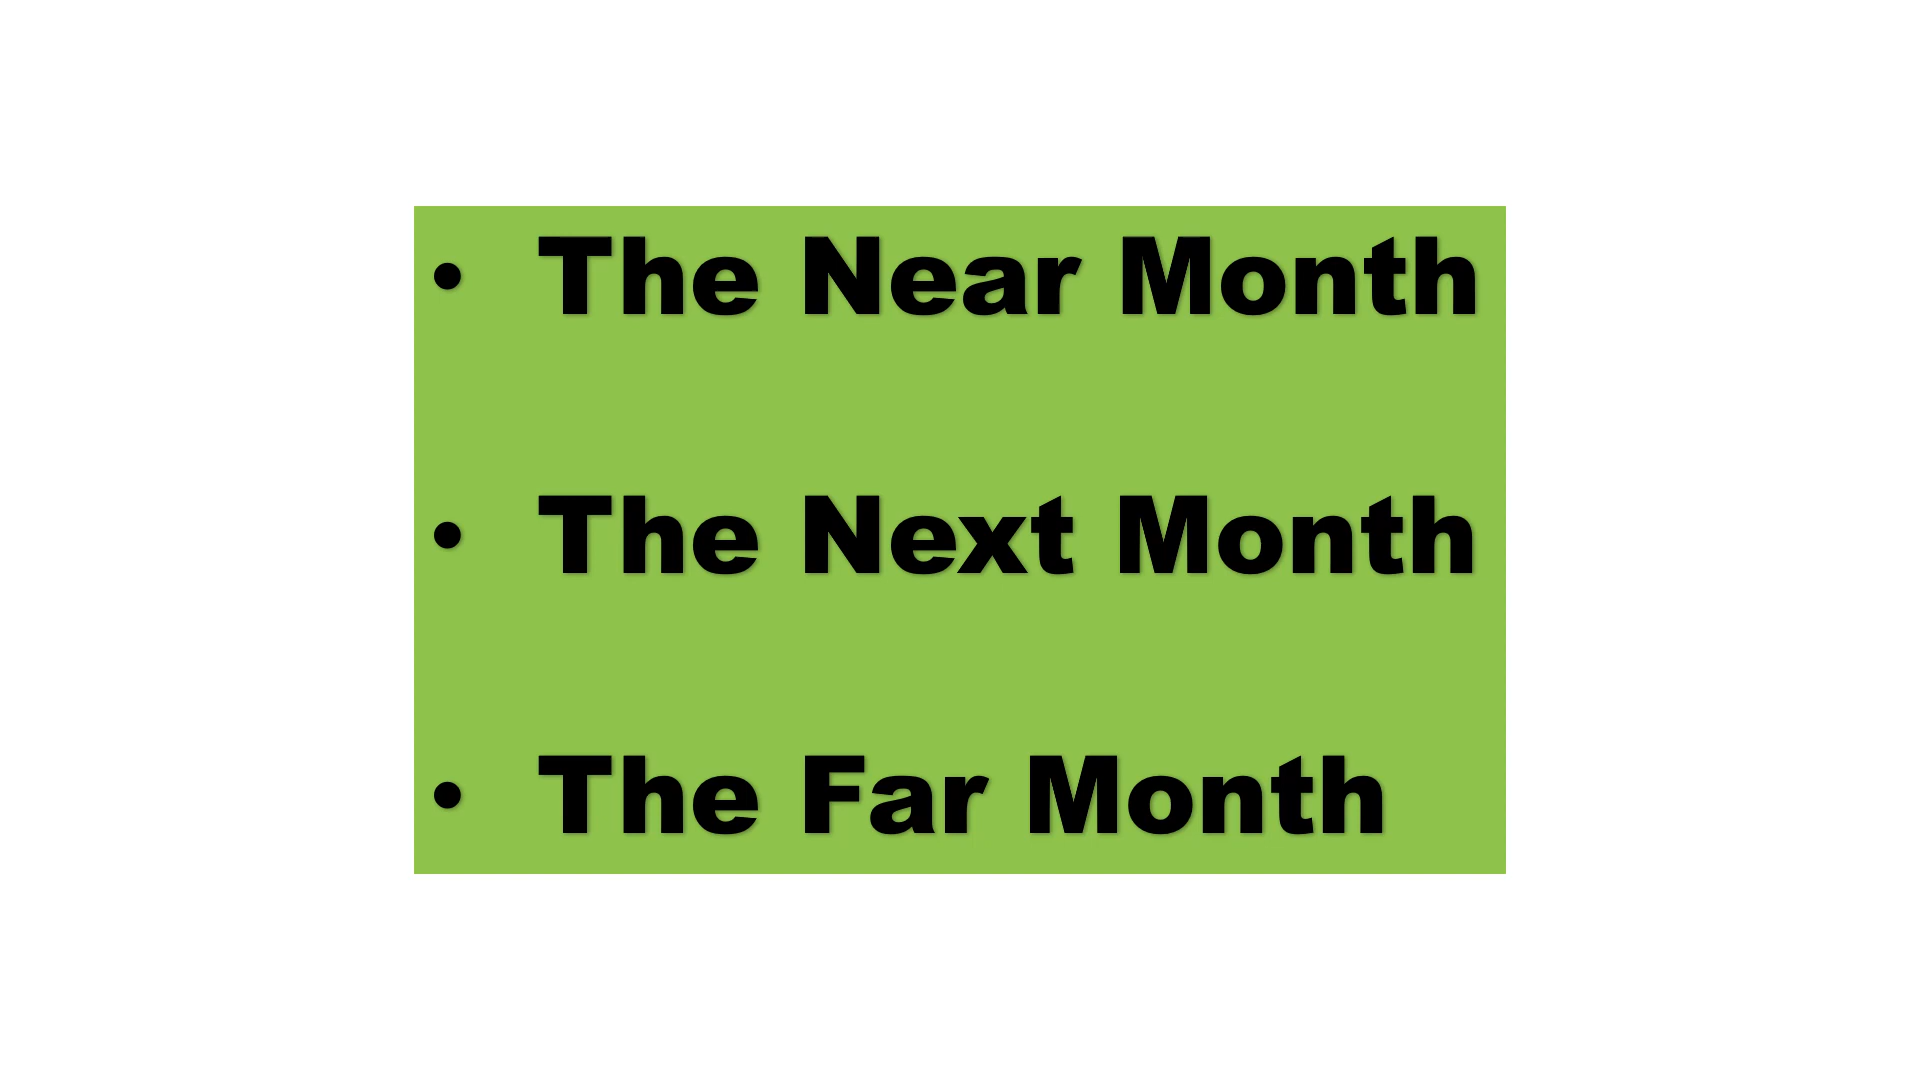 • The Near Month
• The Next Month
• The Far Month